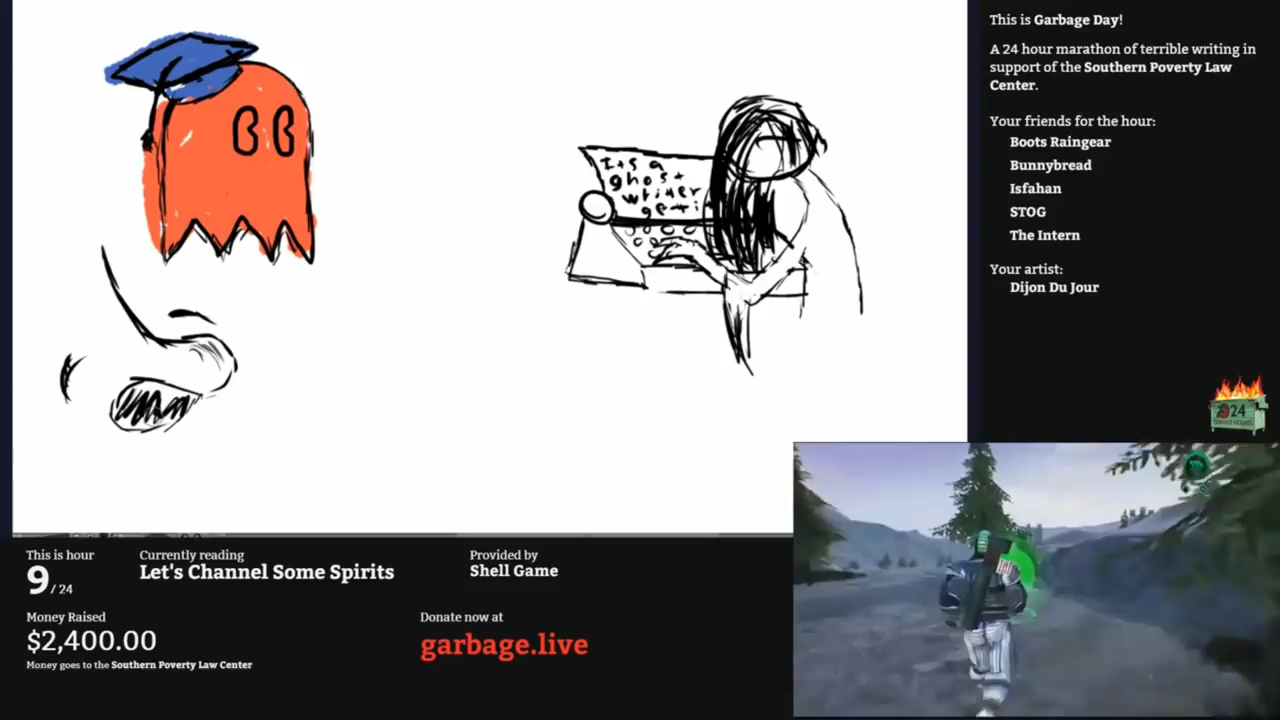 This is Garbage Day!
A 24 hour marathon of terrible writing in
support of the Southern Poverty Law
Center.
Your friends for the hour:
Boots Raingear
Bunnybread
Isfahan
STOG
The Intern
Your artist:
Dijon Du Jour
Its a
ghost
writer
24
This is hour
9 / 24
Currently reading
Let's Channel Some Spirits
Provided by
Shell Game
Money Raised
$2,400.00
Money goes to the Southern Poverty Law Center
Donate now at
garbage.live